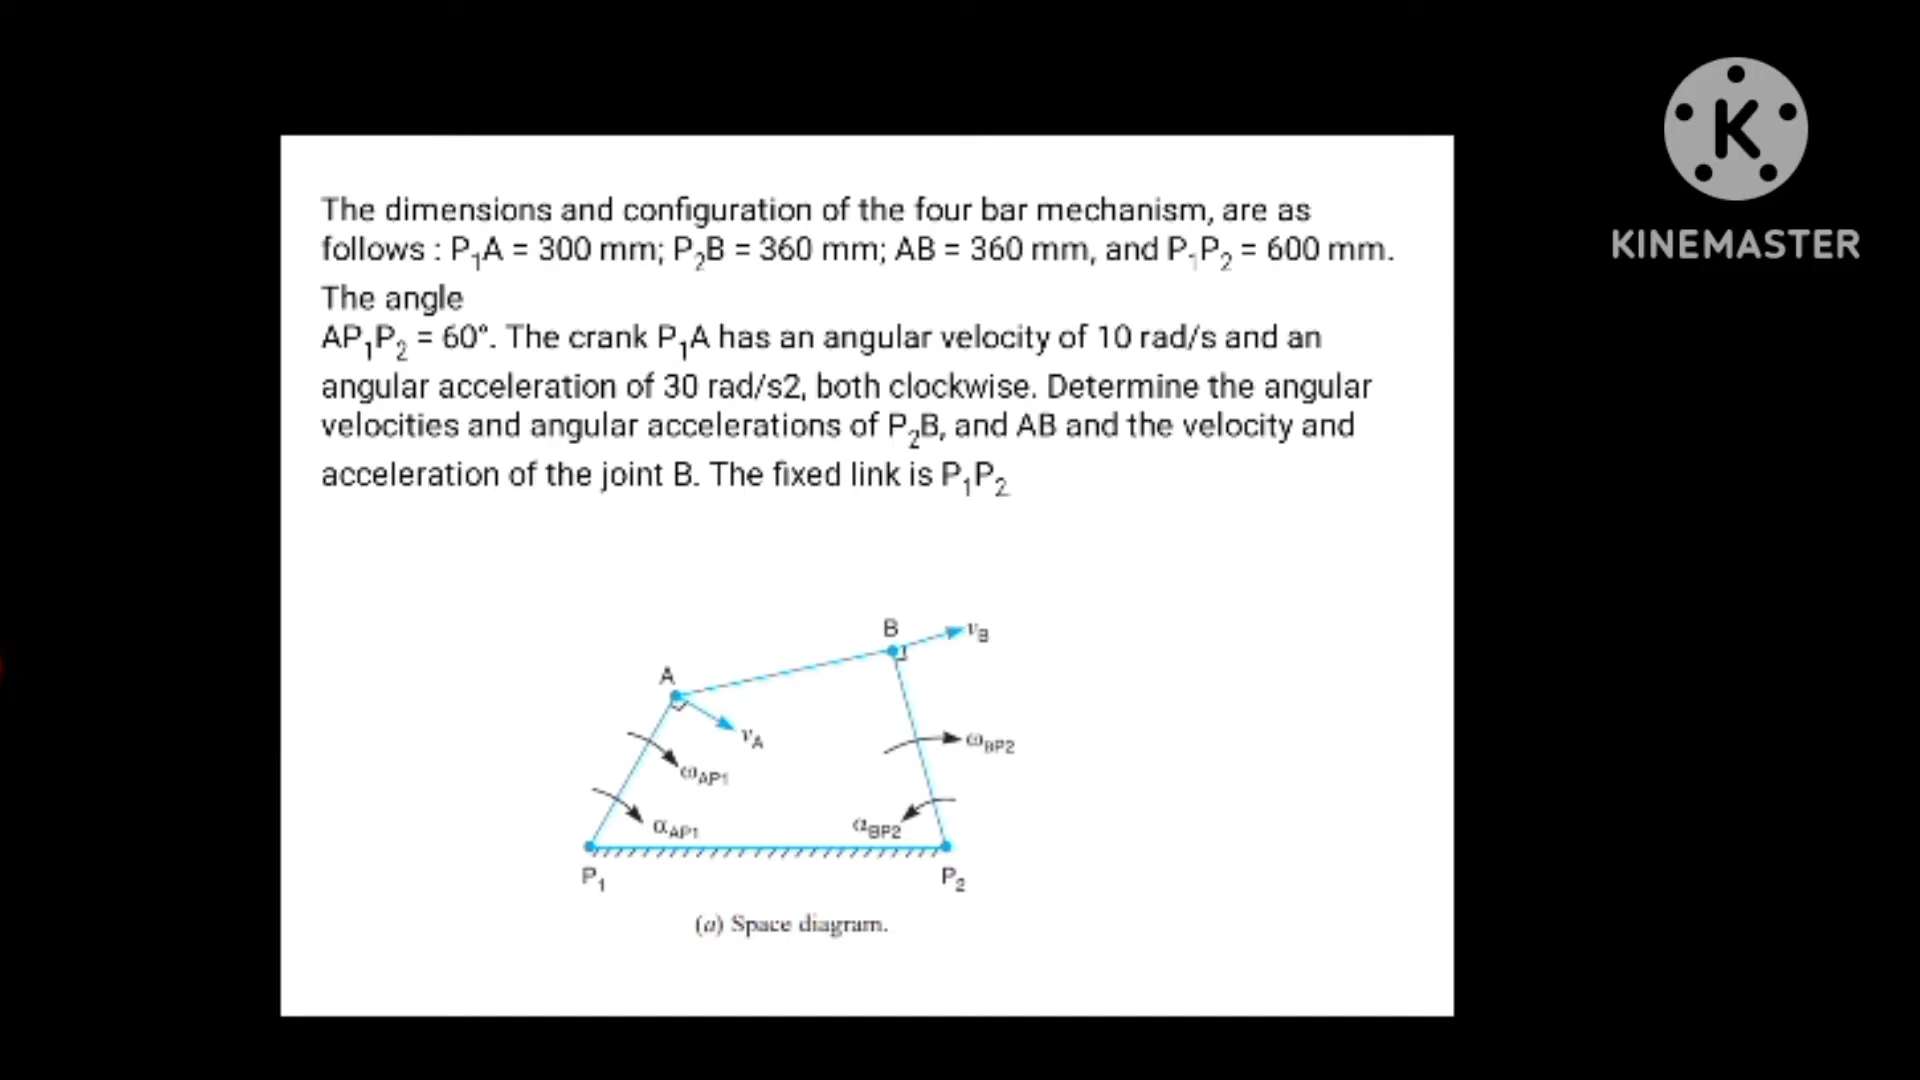 K
KINEMASTER
The dimensions and configuration of the four bar mechanism, are as
follows : P₁A = 300 mm; P₂B = 360 mm; AB = 360 mm, and P₁P₂ = 600 mm.
The angle
AP₁P₂ = 60°. The crank P₁A has an angular velocity of 10 rad/s and an
angular acceleration of 30 rad/s2, both clockwise. Determine the angular
velocities and angular accelerations of P₂B, and AB and the velocity and
acceleration of the joint B. The fixed link is P₁P₂
B
vB
A
vA
ωBP2
ωAP1
αAP1
αBP2
P₁
P₂
(a) Space diagram.